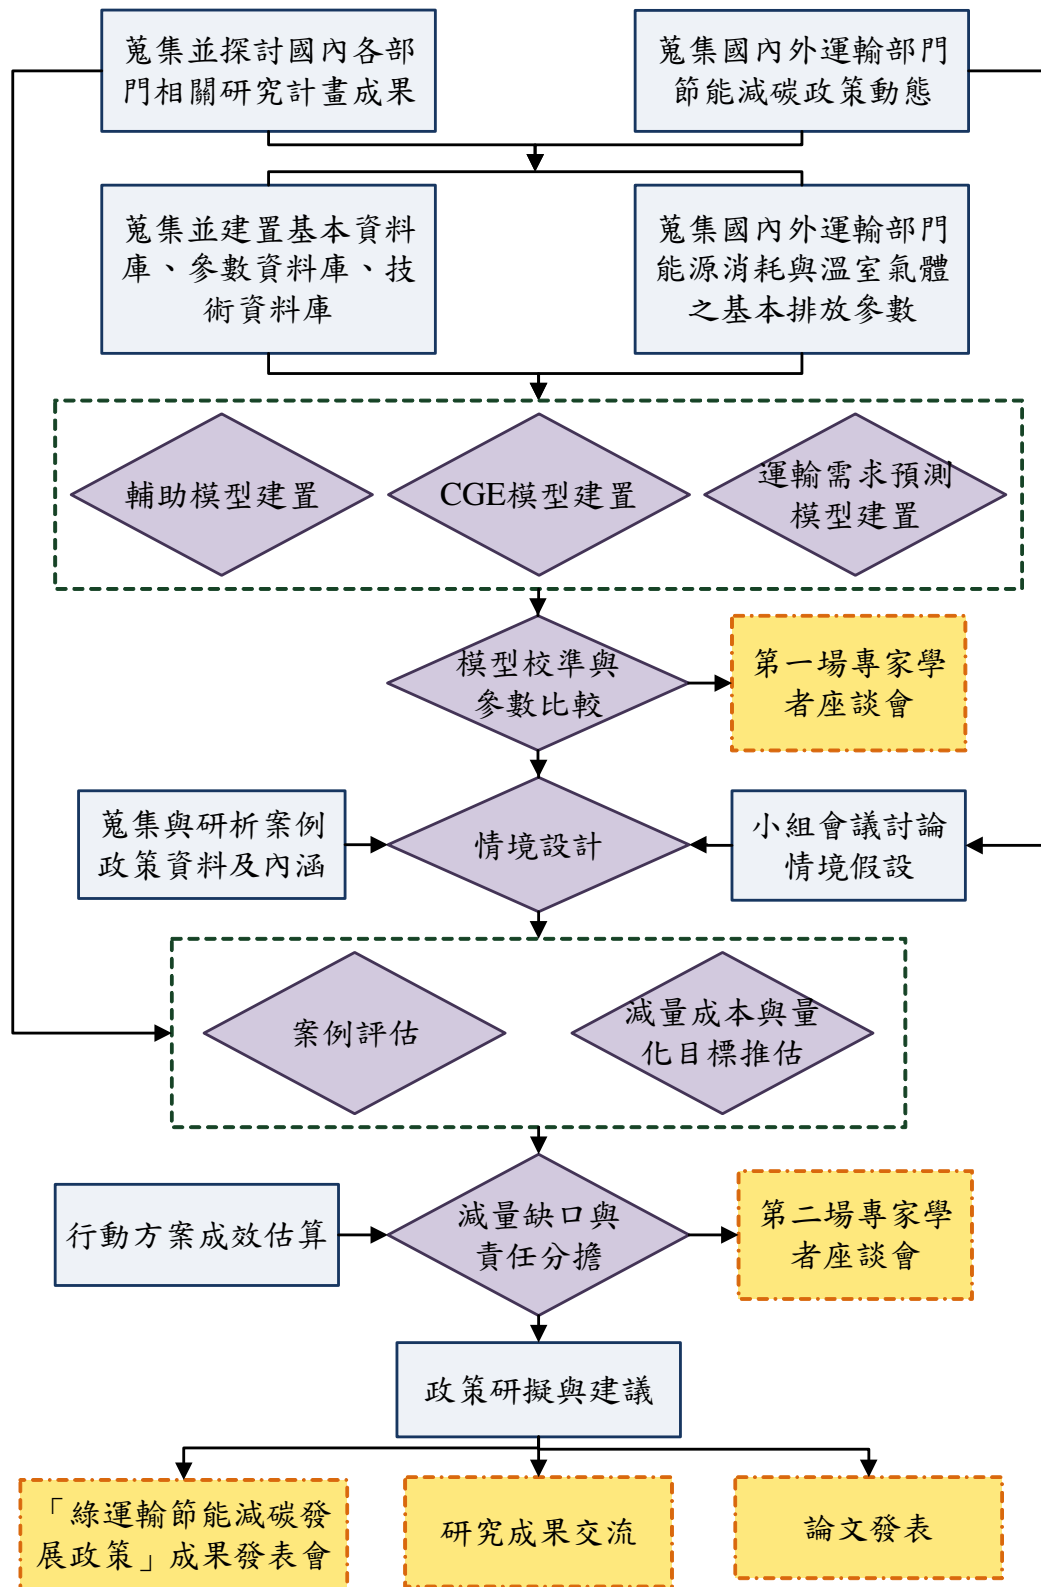 蒐集並探討國內各部
門相關研究計畫成果
蒐集國內外運輸部門
節能減碳政策動態
蒐集並建置基本資料
庫、參數資料庫、技
術資料庫
蒐集國內外運輸部門
能源消耗與溫室氣體
之基本排放參數
輔助模型建置
CGE模型建置
運輸需求預測
模型建置
模型校準與
參數比較
第一場專家學
者座談會
蒐集與研析案例
政策資料及內涵
情境設計
小組會議討論
情境假設
案例評估
減量成本與量
化目標推估
行動方案成效估算
減量缺口與
責任分擔
第二場專家學
者座談會
政策研擬與建議
「綠運輸節能減碳發
展政策」成果發表會
研究成果交流
論文發表